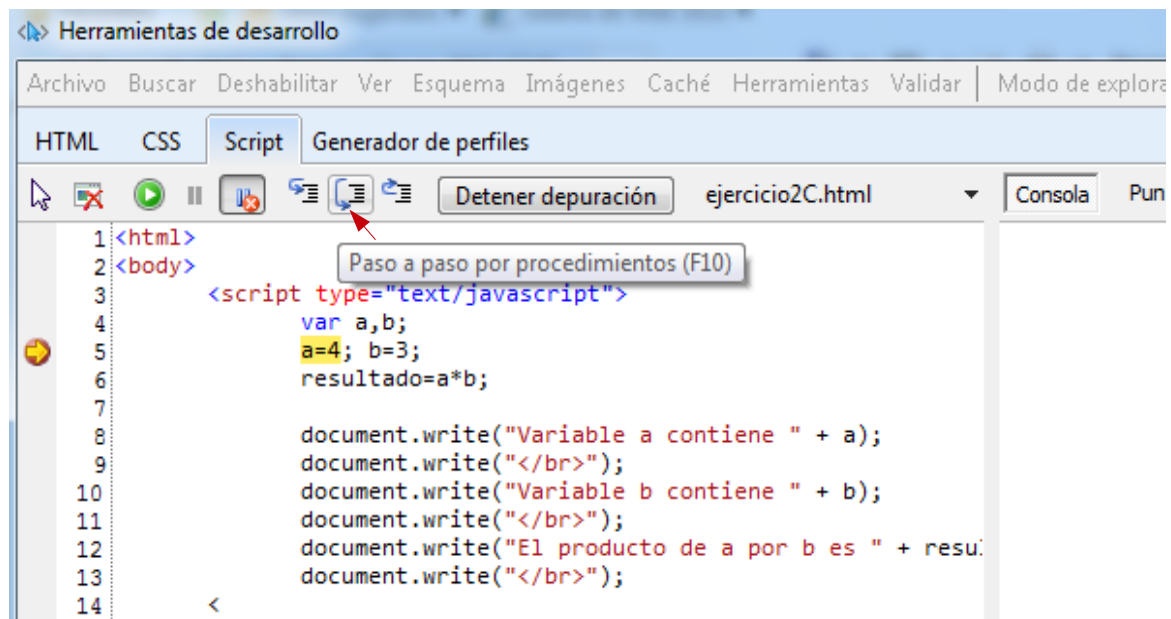 Herramientas de desarrollo
Archivo Buscar Deshabilitar Ver Esquema Imágenes Caché Herramientas Validar Modo de explora
HTML CSS Script Generador de perfiles
Detener depuración ejercicio2C.html Consola Pun
Paso a paso por procedimientos (F10)
1 <html>
2 <body>
3 <script type="text/javascript">
4 var a,b;
5 a=4; b=3;
6 resultado=a*b;
7
8 document.write("Variable a contiene " + a);
9 document.write("</br>");
10 document.write("Variable b contiene " + b);
11 document.write("</br>");
12 document.write("El producto de a por b es " + resu
13 document.write("</br>");
14 <